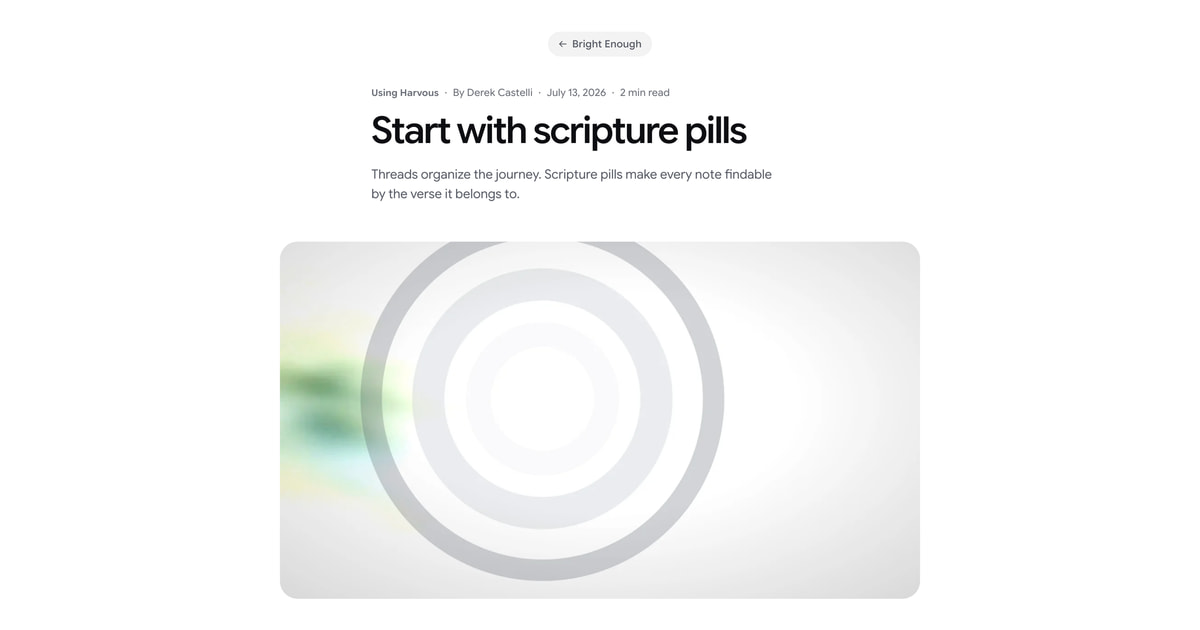 ← Bright Enough
Using Harvous · By Derek Castelli · July 13, 2026 · 2 min read
Start with scripture pills
Threads organize the journey. Scripture pills make every note findable
by the verse it belongs to.